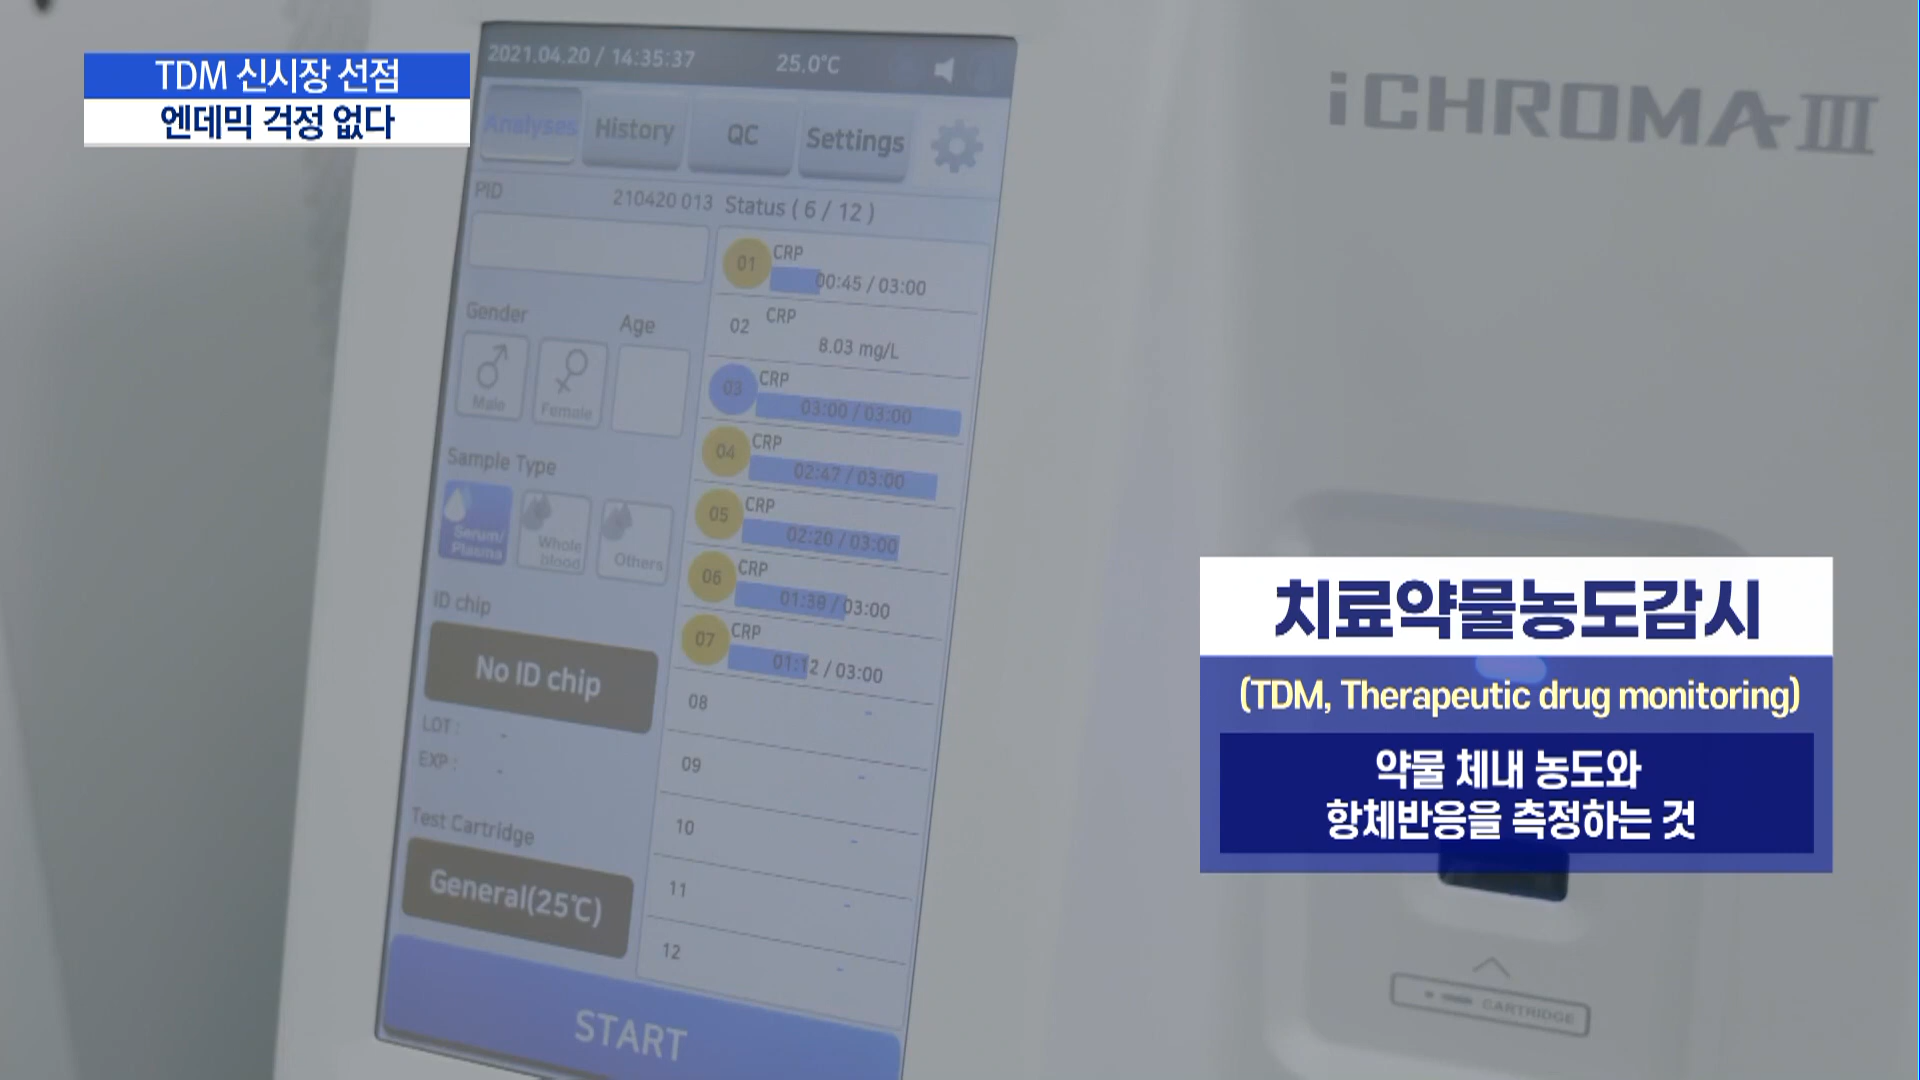 TDM 신시장 선점
엔데믹 걱정 없다
2021.04.20 / 14:35:37
25.0℃
Analyses
History
QC
Settings
PID
210420 013
Status ( 6 / 12 )
Gender
Age
Male
Female
Sample Type
Serum/
Plasma
Whole
blood
Others
ID chip
No ID chip
LOT : -
EXP : -
Test Cartridge
General(25℃)
START
01 CRP
00:45 / 03:00
02 CRP
8.03 mg/L
03 CRP
03:00 / 03:00
04 CRP
02:47 / 03:00
05 CRP
02:20 / 03:00
06 CRP
01:39 / 03:00
07 CRP
01:12 / 03:00
08 -
09 -
10 -
11 -
12 -
iCHROMA III
치료약물농도감시
(TDM, Therapeutic drug monitoring)
약물 체내 농도와
항체반응을 측정하는 것
CARTRIDGE